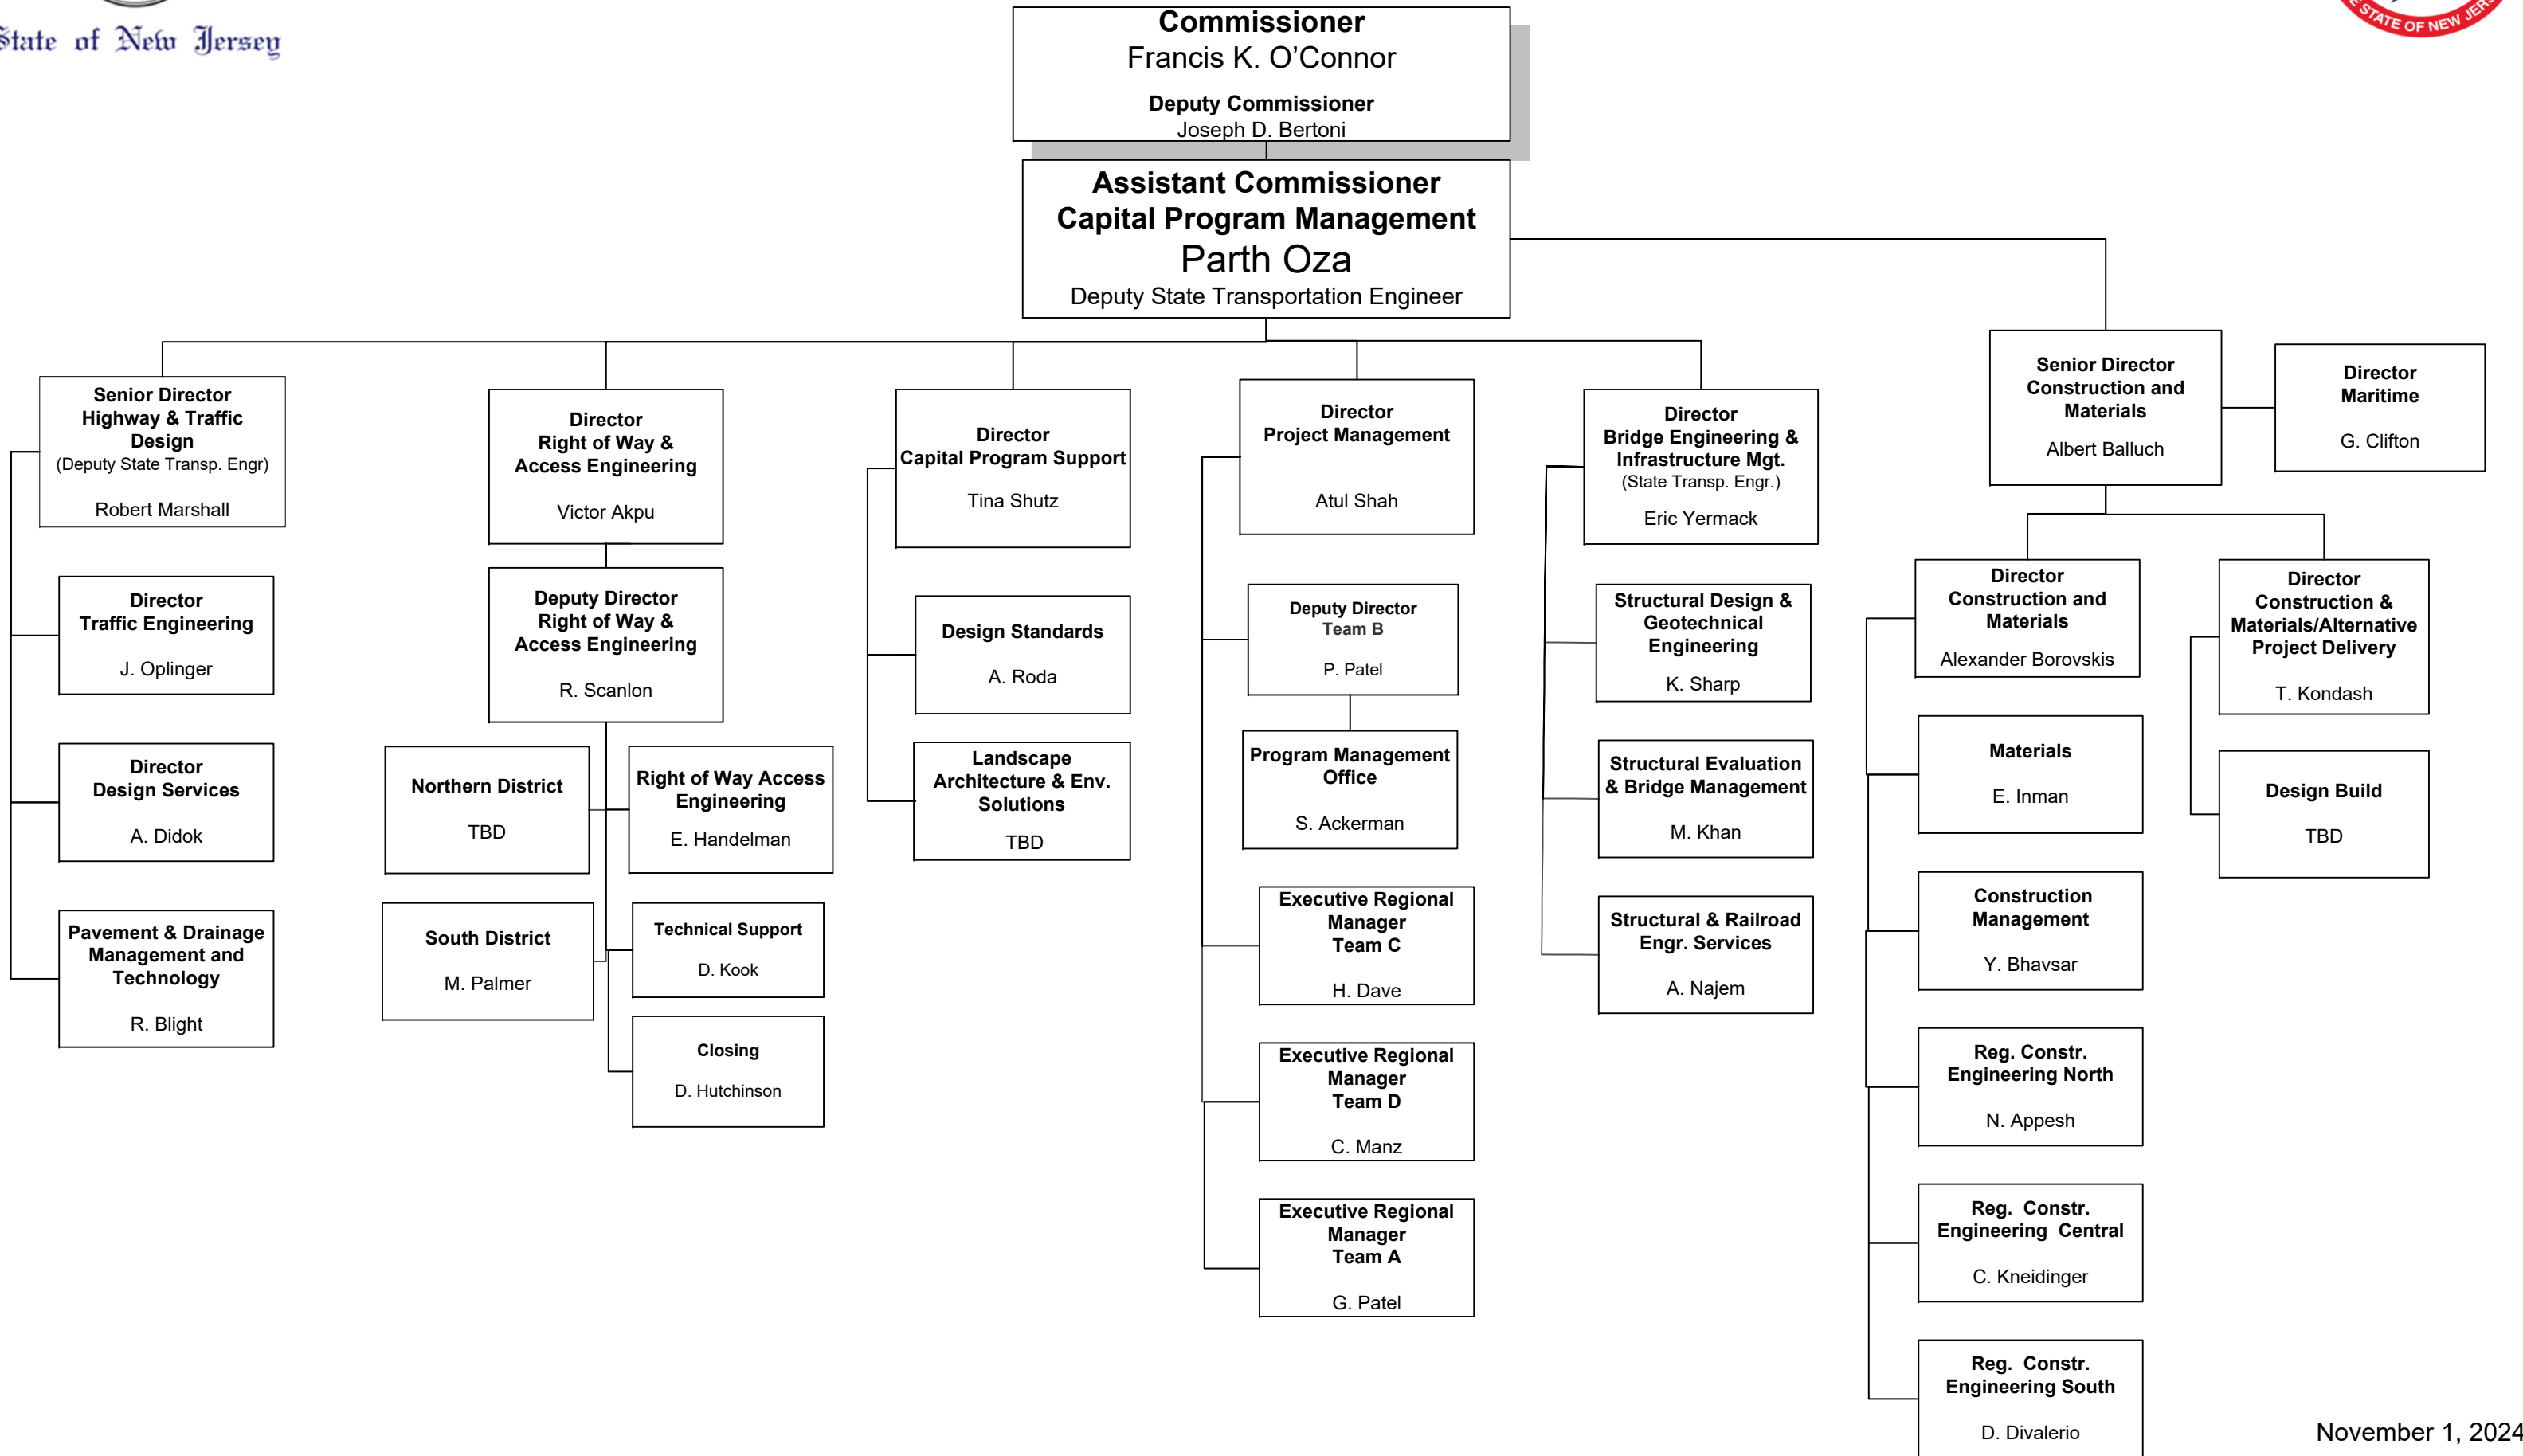 State of New Jersey
E STATE OF NEW JERS
Commissioner
Francis K. O’Connor
Deputy Commissioner
Joseph D. Bertoni
Assistant Commissioner
Capital Program Management
Parth Oza
Deputy State Transportation Engineer
Senior Director
Highway & Traffic
Design
(Deputy State Transp. Engr)
Robert Marshall
Director
Traffic Engineering
J. Oplinger
Director
Design Services
A. Didok
Pavement & Drainage
Management and
Technology
R. Blight
Director
Right of Way &
Access Engineering
Victor Akpu
Deputy Director
Right of Way &
Access Engineering
R. Scanlon
Northern District
TBD
Right of Way Access
Engineering
E. Handelman
South District
M. Palmer
Technical Support
D. Kook
Closing
D. Hutchinson
Director
Capital Program Support
Tina Shutz
Design Standards
A. Roda
Landscape
Architecture & Env.
Solutions
TBD
Director
Project Management
Atul Shah
Deputy Director
Team B
P. Patel
Program Management
Office
S. Ackerman
Executive Regional
Manager
Team C
H. Dave
Executive Regional
Manager
Team D
C. Manz
Executive Regional
Manager
Team A
G. Patel
Director
Bridge Engineering &
Infrastructure Mgt.
(State Transp. Engr.)
Eric Yermack
Structural Design &
Geotechnical
Engineering
K. Sharp
Structural Evaluation
& Bridge Management
M. Khan
Structural & Railroad
Engr. Services
A. Najem
Senior Director
Construction and
Materials
Albert Balluch
Director
Maritime
G. Clifton
Director
Construction and
Materials
Alexander Borovskis
Materials
E. Inman
Construction
Management
Y. Bhavsar
Reg. Constr.
Engineering North
N. Appesh
Reg. Constr.
Engineering Central
C. Kneidinger
Reg. Constr.
Engineering South
D. Divalerio
Director
Construction &
Materials/Alternative
Project Delivery
T. Kondash
Design Build
TBD
November 1, 2024